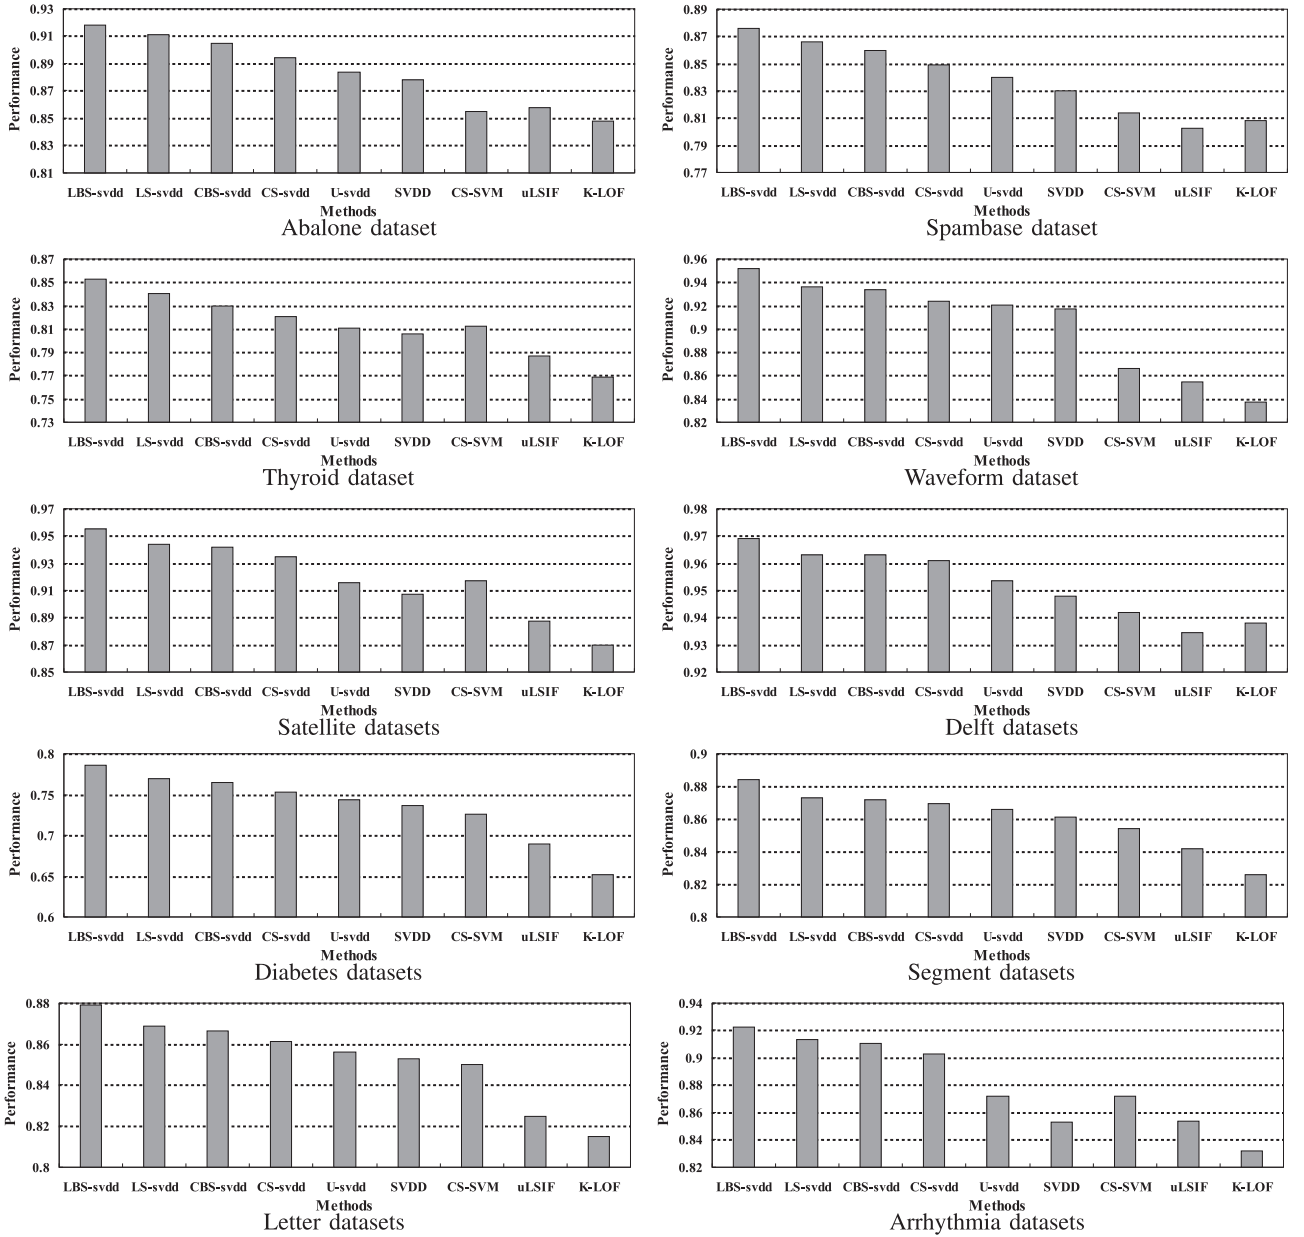 0.93
0.91
0.89
0.87
0.85
0.83
0.81
Performance
LBS-svdd LS-svdd CBS-svdd CS-svdd U-svdd SVDD CS-SVM uLSIF K-LOF
Methods
Abalone dataset
0.89
0.87
0.85
0.83
0.81
0.79
0.77
Performance
LBS-svdd LS-svdd CBS-svdd CS-svdd U-svdd SVDD CS-SVM uLSIF K-LOF
Methods
Spambase dataset
0.87
0.85
0.83
0.81
0.79
0.77
0.73
Performance
LBS-svdd LS-svdd CBS-svdd CS-svdd U-svdd SVDD CS-SVM uLSIF K-LOF
Methods
Thyroid dataset
0.96
0.94
0.92
0.9
0.88
0.86
0.84
0.82
Performance
LBS-svdd LS-svdd CBS-svdd CS-svdd U-svdd SVDD CS-SVM uLSIF K-LOF
Methods
Waveform dataset
0.97
0.95
0.93
0.91
0.89
0.87
0.85
Performance
LBS-svdd LS-svdd CBS-svdd CS-svdd U-svdd SVDD CS-SVM uLSIF K-LOF
Methods
Satellite datasets
0.98
0.97
0.96
0.95
0.94
0.93
0.92
Performance
LBS-svdd LS-svdd CBS-svdd CS-svdd U-svdd SVDD CS-SVM uLSIF K-LOF
Methods
Delft datasets
0.8
0.75
0.7
0.65
0.6
Performance
LBS-svdd LS-svdd CBS-svdd CS-svdd U-svdd SVDD CS-SVM uLSIF K-LOF
Methods
Diabetes datasets
0.9
0.88
0.86
0.84
0.82
0.8
Performance
LBS-svdd LS-svdd CBS-svdd CS-svdd U-svdd SVDD CS-SVM uLSIF K-LOF
Methods
Segment datasets
0.88
0.86
0.84
0.82
0.8
Performance
LBS-svdd LS-svdd CBS-svdd CS-svdd U-svdd SVDD CS-SVM uLSIF K-LOF
Methods
Letter datasets
0.94
0.92
0.9
0.88
0.86
0.84
0.82
Performance
LBS-svdd LS-svdd CBS-svdd CS-svdd U-svdd SVDD CS-SVM uLSIF K-LOF
Methods
Arrhythmia datasets